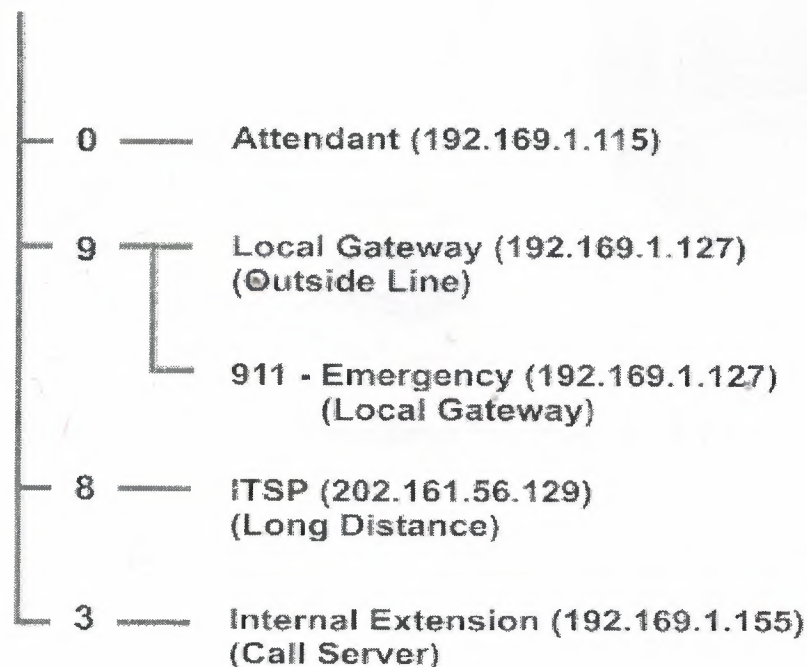 0 Attendant (192.169.1.115)
9 Local Gateway (192.169.1.127)
(Outside Line)
911 - Emergency (192.169.1.127)
(Local Gateway)
8 ITSP (202.161.56.129)
(Long Distance)
3 Internal Extension (192.169.1.155)
(Call Server)